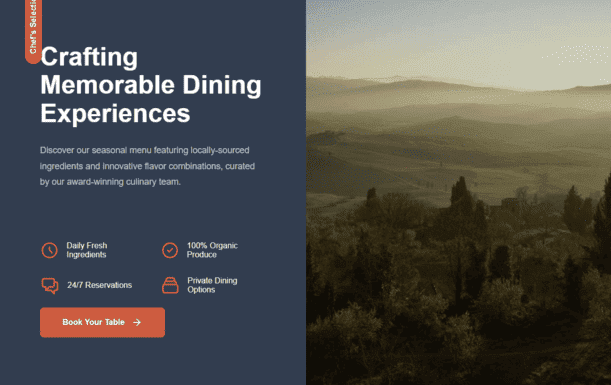 Chef's
Crafting
Memorable Dining
Experiences
Discover our seasonal menu featuring locally-sourced
ingredients and innovative flavor combinations, curated
by our award-winning culinary team.
Daily Fresh
Ingredients
100% Organic
Produce
24/7 Reservations
Private Dining
Options
Book Your Table